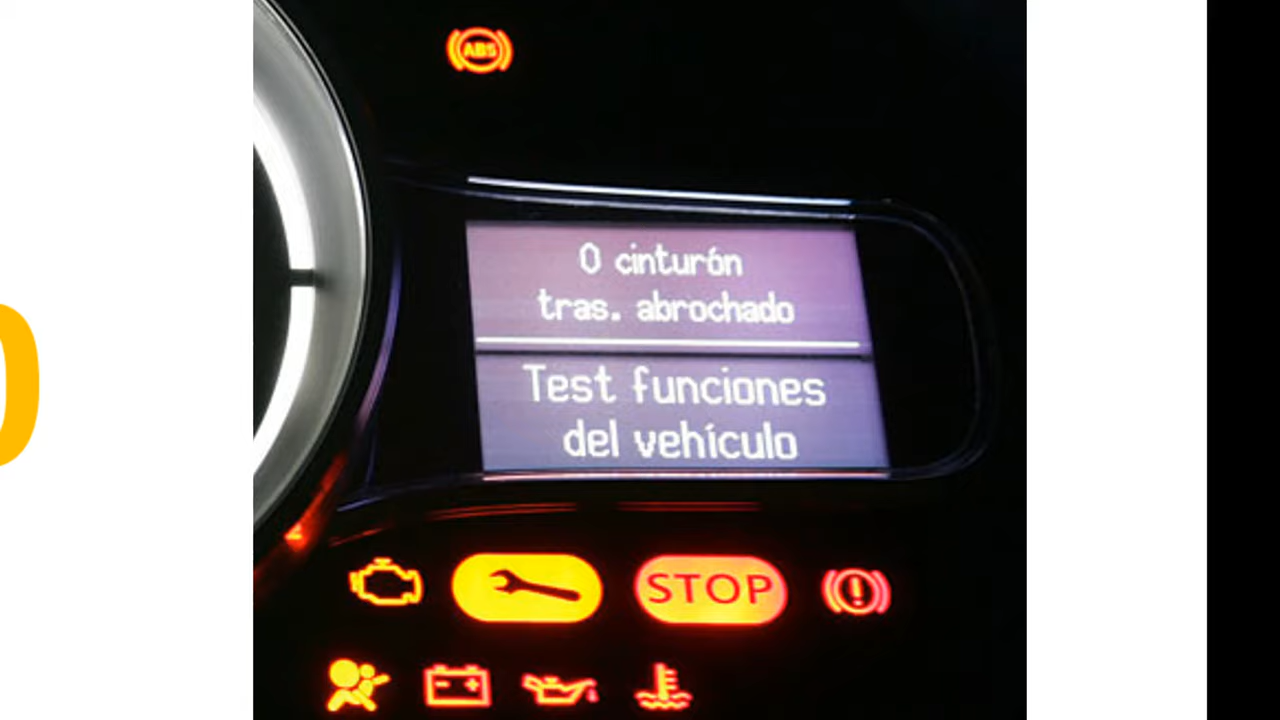 ABS
0 cinturón
tras. abrochado
Test funciones
del vehículo
STOP